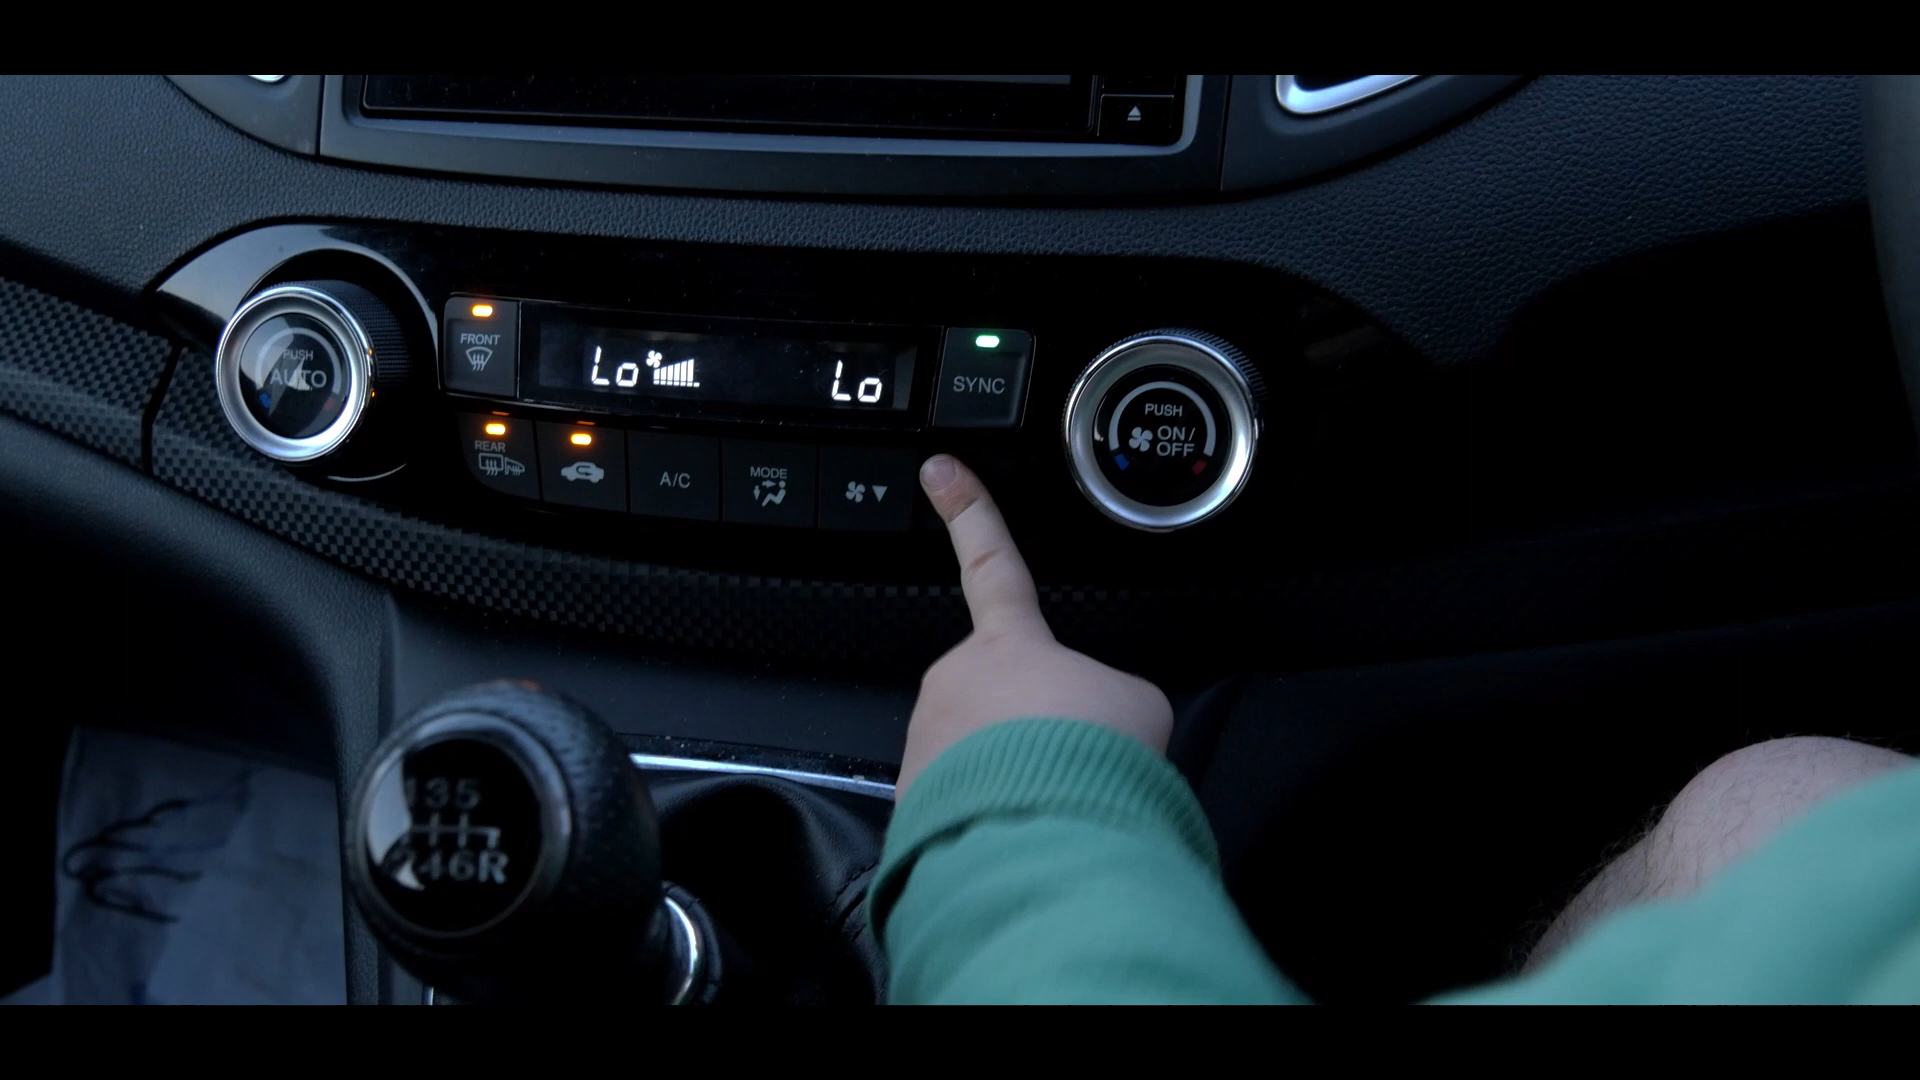 FRONT
Lo
Lo
SYNC
PUSH
AUTO
PUSH
ON/
OFF
REAR
A/C
MODE
135
246R